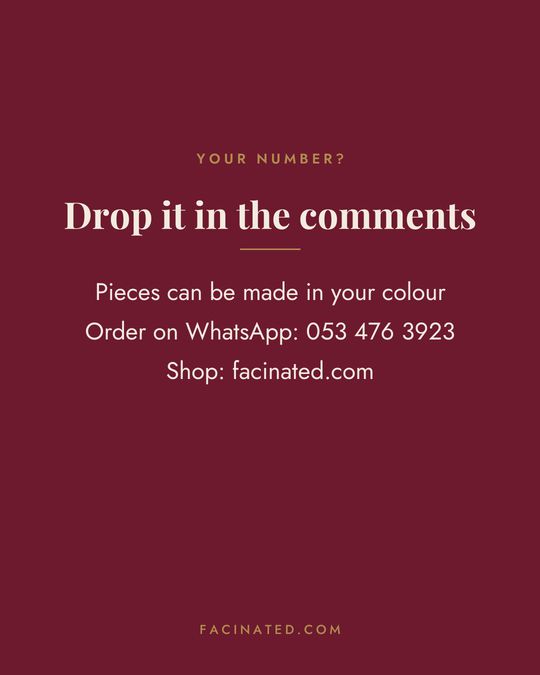 YOUR NUMBER?
Drop it in the comments
Pieces can be made in your colour
Order on WhatsApp: 053 476 3923
Shop: facinated.com
FACINATED.COM